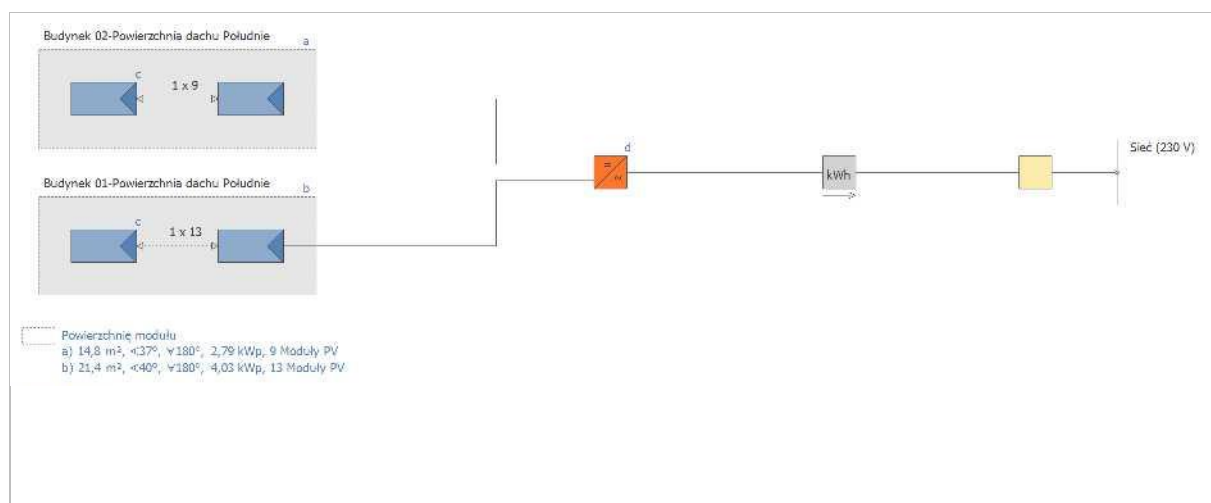 Budynek 02-Powierzchnia dachu Południe
a
c
1 x 9
d
Sieć (230 V)
=
~
kWh
Budynek 01-Powierzchnia dachu Południe
b
c
1 x 13
Powierzchnię modułu
a) 14,8 m², ∢37°, ∀180°, 2,79 kWp, 9 Moduły PV
b) 21,4 m², ∢40°, ∀180°, 4,03 kWp, 13 Moduły PV